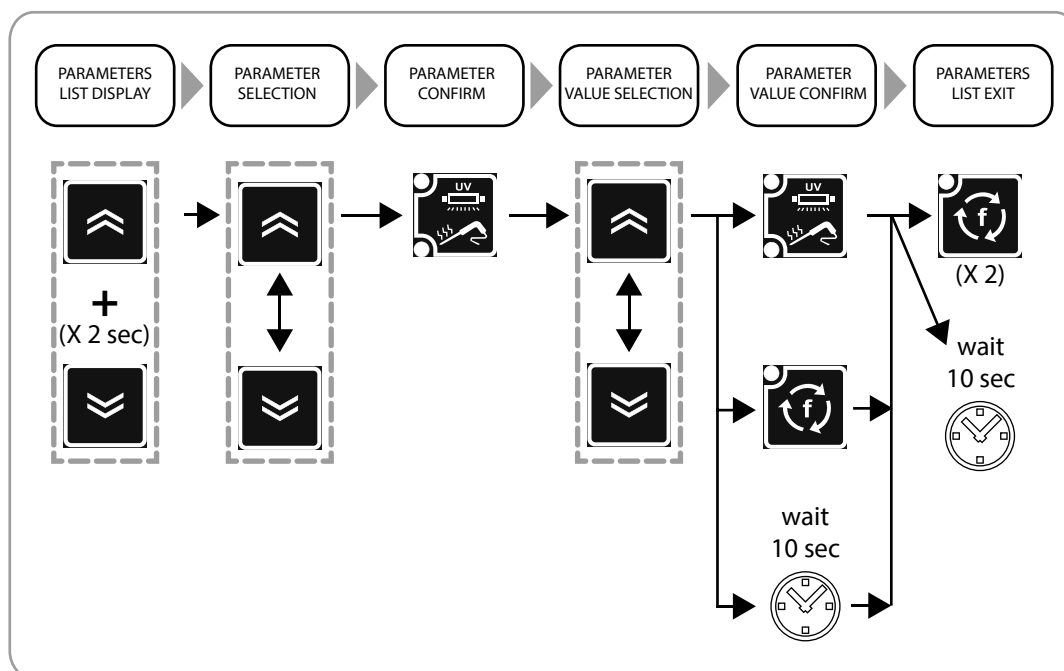 PARAMETERS
LIST DISPLAY
PARAMETER
SELECTION
PARAMETER
CONFIRM
PARAMETER
VALUE SELECTION
PARAMETER
VALUE CONFIRM
PARAMETERS
LIST EXIT
+
(X 2 sec)
UV
UV
f
(X 2)
wait
10 sec
f
wait
10 sec